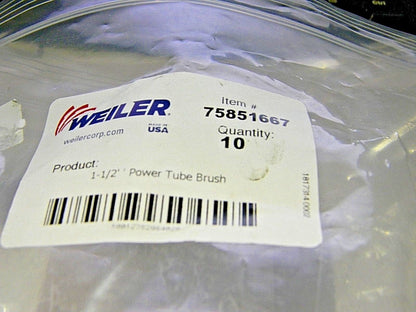 WEILER
weilercorp.com
MADE IN
USA
Item #
75851667
Quantity:
10
Product:
1-1/2'' Power Tube Brush